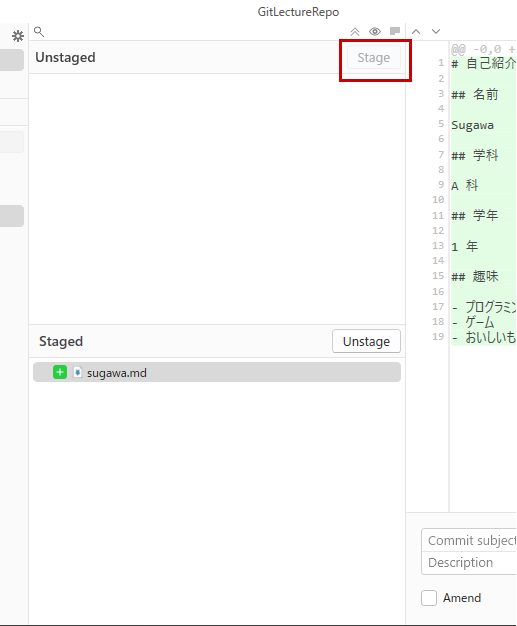 GitLectureRepo
Unstaged
Stage
Staged
Unstage
sugawa.md
@@ -0,0 +
1 # 自己紹介
2
3 ## 名前
4
5 Sugawa
6
7 ## 学科
8
9 A 科
10
11 ## 学年
12
13 1 年
14
15 ## 趣味
16
17 - プログラミン
18 - ゲーム
19 - おいしいも
Commit subject
Description
Amend